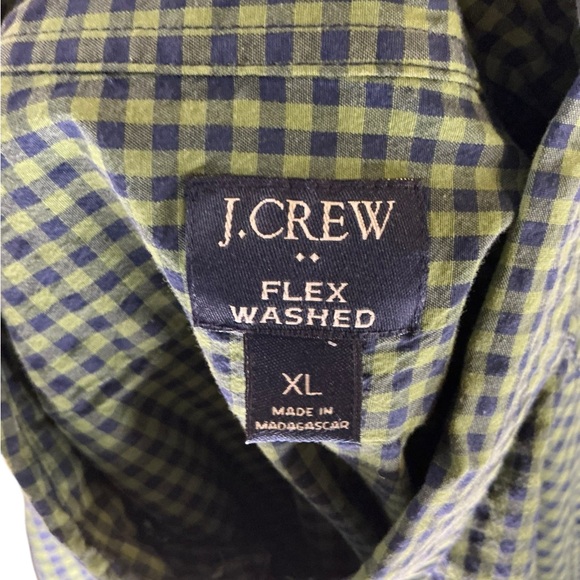 J.CREW
FLEX
WASHED
XL
MADE IN
MADAGASCAR